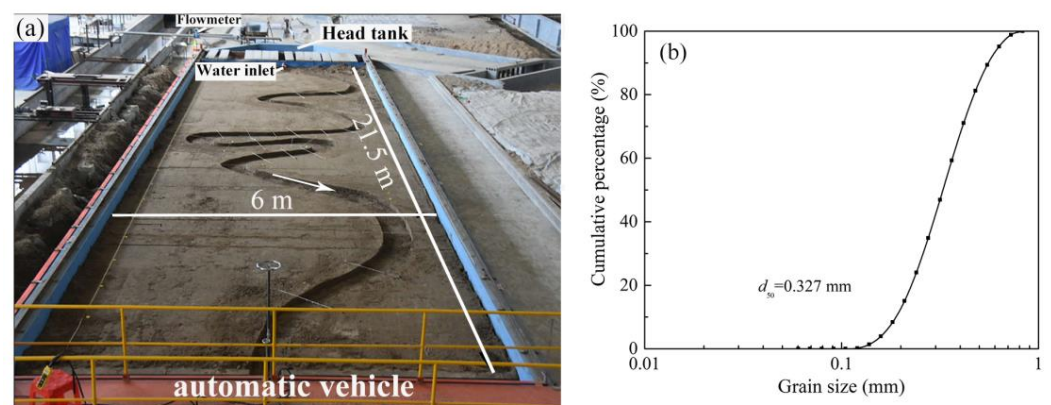 (a)
Flowmeter
Head tank
Water inlet
21.5 m
6 m
automatic vehicle
(b)
Cumulative percentage (%)
100
80
60
40
20
0
d50=0.327 mm
0.01
0.1
1
10
Grain size (mm)